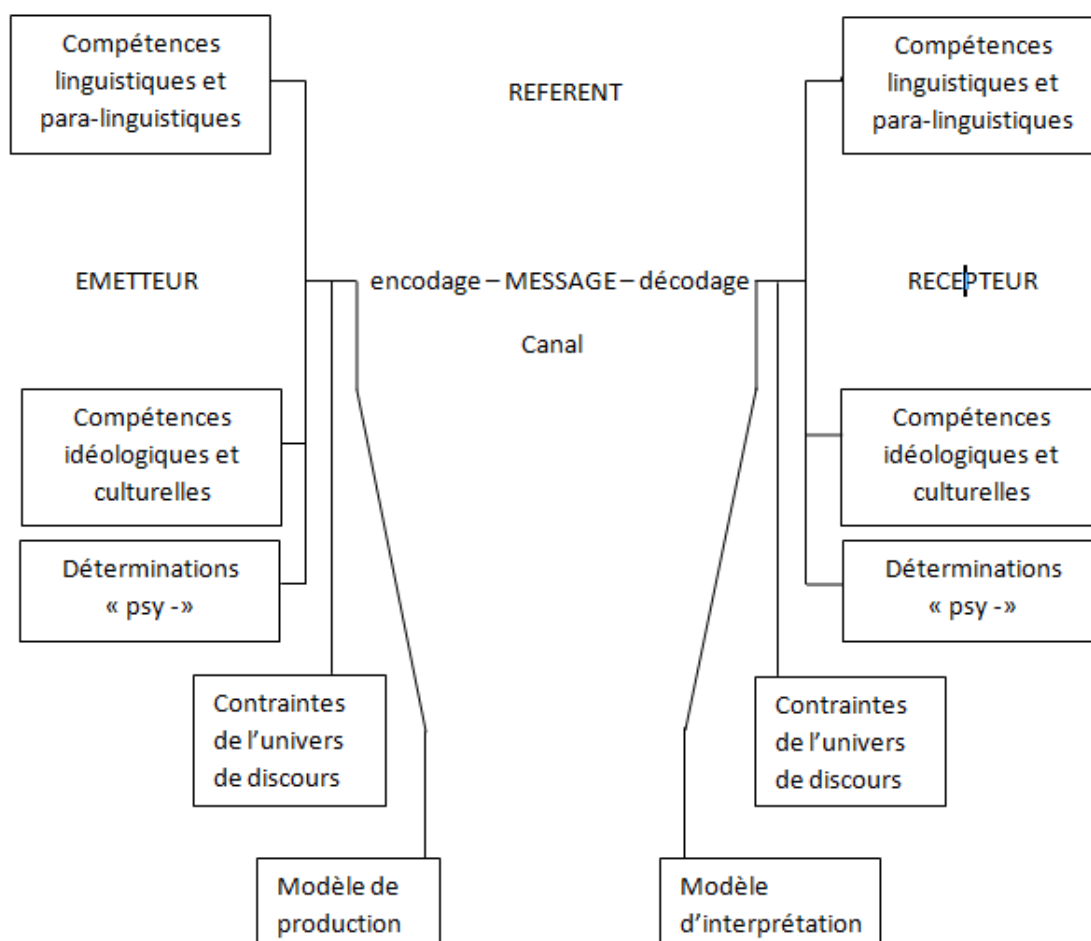 Compétences
linguistiques et
para-linguistiques
REFERENT
Compétences
linguistiques et
para-linguistiques
EMETTEUR
encodage – MESSAGE – décodage
RECEPTEUR
Canal
Compétences
idéologiques et
culturelles
Compétences
idéologiques et
culturelles
Déterminations
« psy -»
Déterminations
« psy -»
Contraintes
de l’univers
de discours
Contraintes
de l’univers
de discours
Modèle de
production
Modèle
d’interprétation